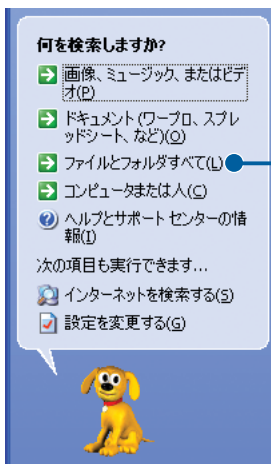 何を検索しますか?
画像、ミュージック、またはビデ
オ(P)
ドキュメント(ワープロ、スプレ
ッドシート、など)(O)
ファイルとフォルダすべて(L)
コンピュータまたは人(C)
ヘルプとサポート センターの情
報(I)
次の項目も実行できます...
インターネットを検索する(S)
設定を変更する(G)